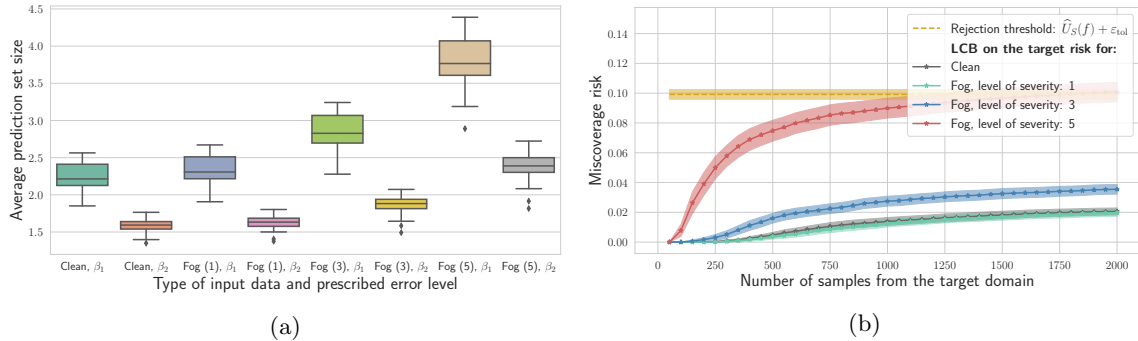 Average prediction set size
4.0
3.5
3.0
2.5
2.0
1.5
Clean, β₁ Clean, β₂ Fog (1), β₁ Fog (1), β₂ Fog (3), β₁ Fog (3), β₂ Fog (5), β₁ Fog (5), β₂
Type of input data and prescribed error level
(a)
Miscoverage risk
0.14
0.12
0.10
0.08
0.06
0.04
0.02
0.00
Rejection threshold: Û_S(f) + ε_tol
LCB on the target risk for:
Clean
Fog, level of severity: 1
Fog, level of severity: 3
Fog, level of severity: 5
0 250 500 750 1000 1250 1500 1750 2000
Number of samples from the target domain
(b)